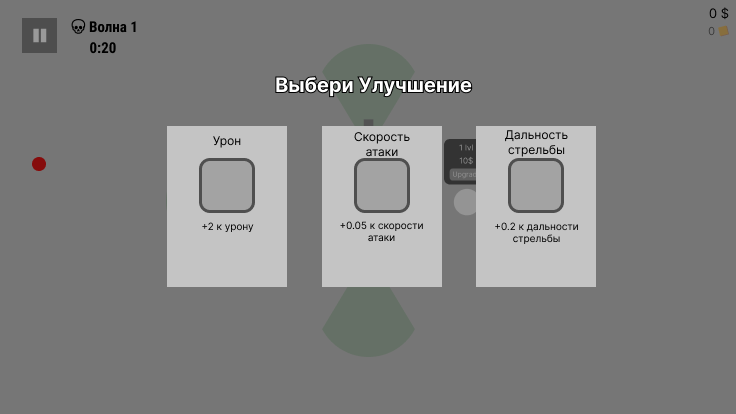 Волна 1
0:20
0 $
0
Выбери Улучшение
Урон
+2 к урону
Скорость
атаки
+0.05 к скорости
атаки
1 lvl
10$
Дальность
стрельбы
+0.2 к дальности
стрельбы